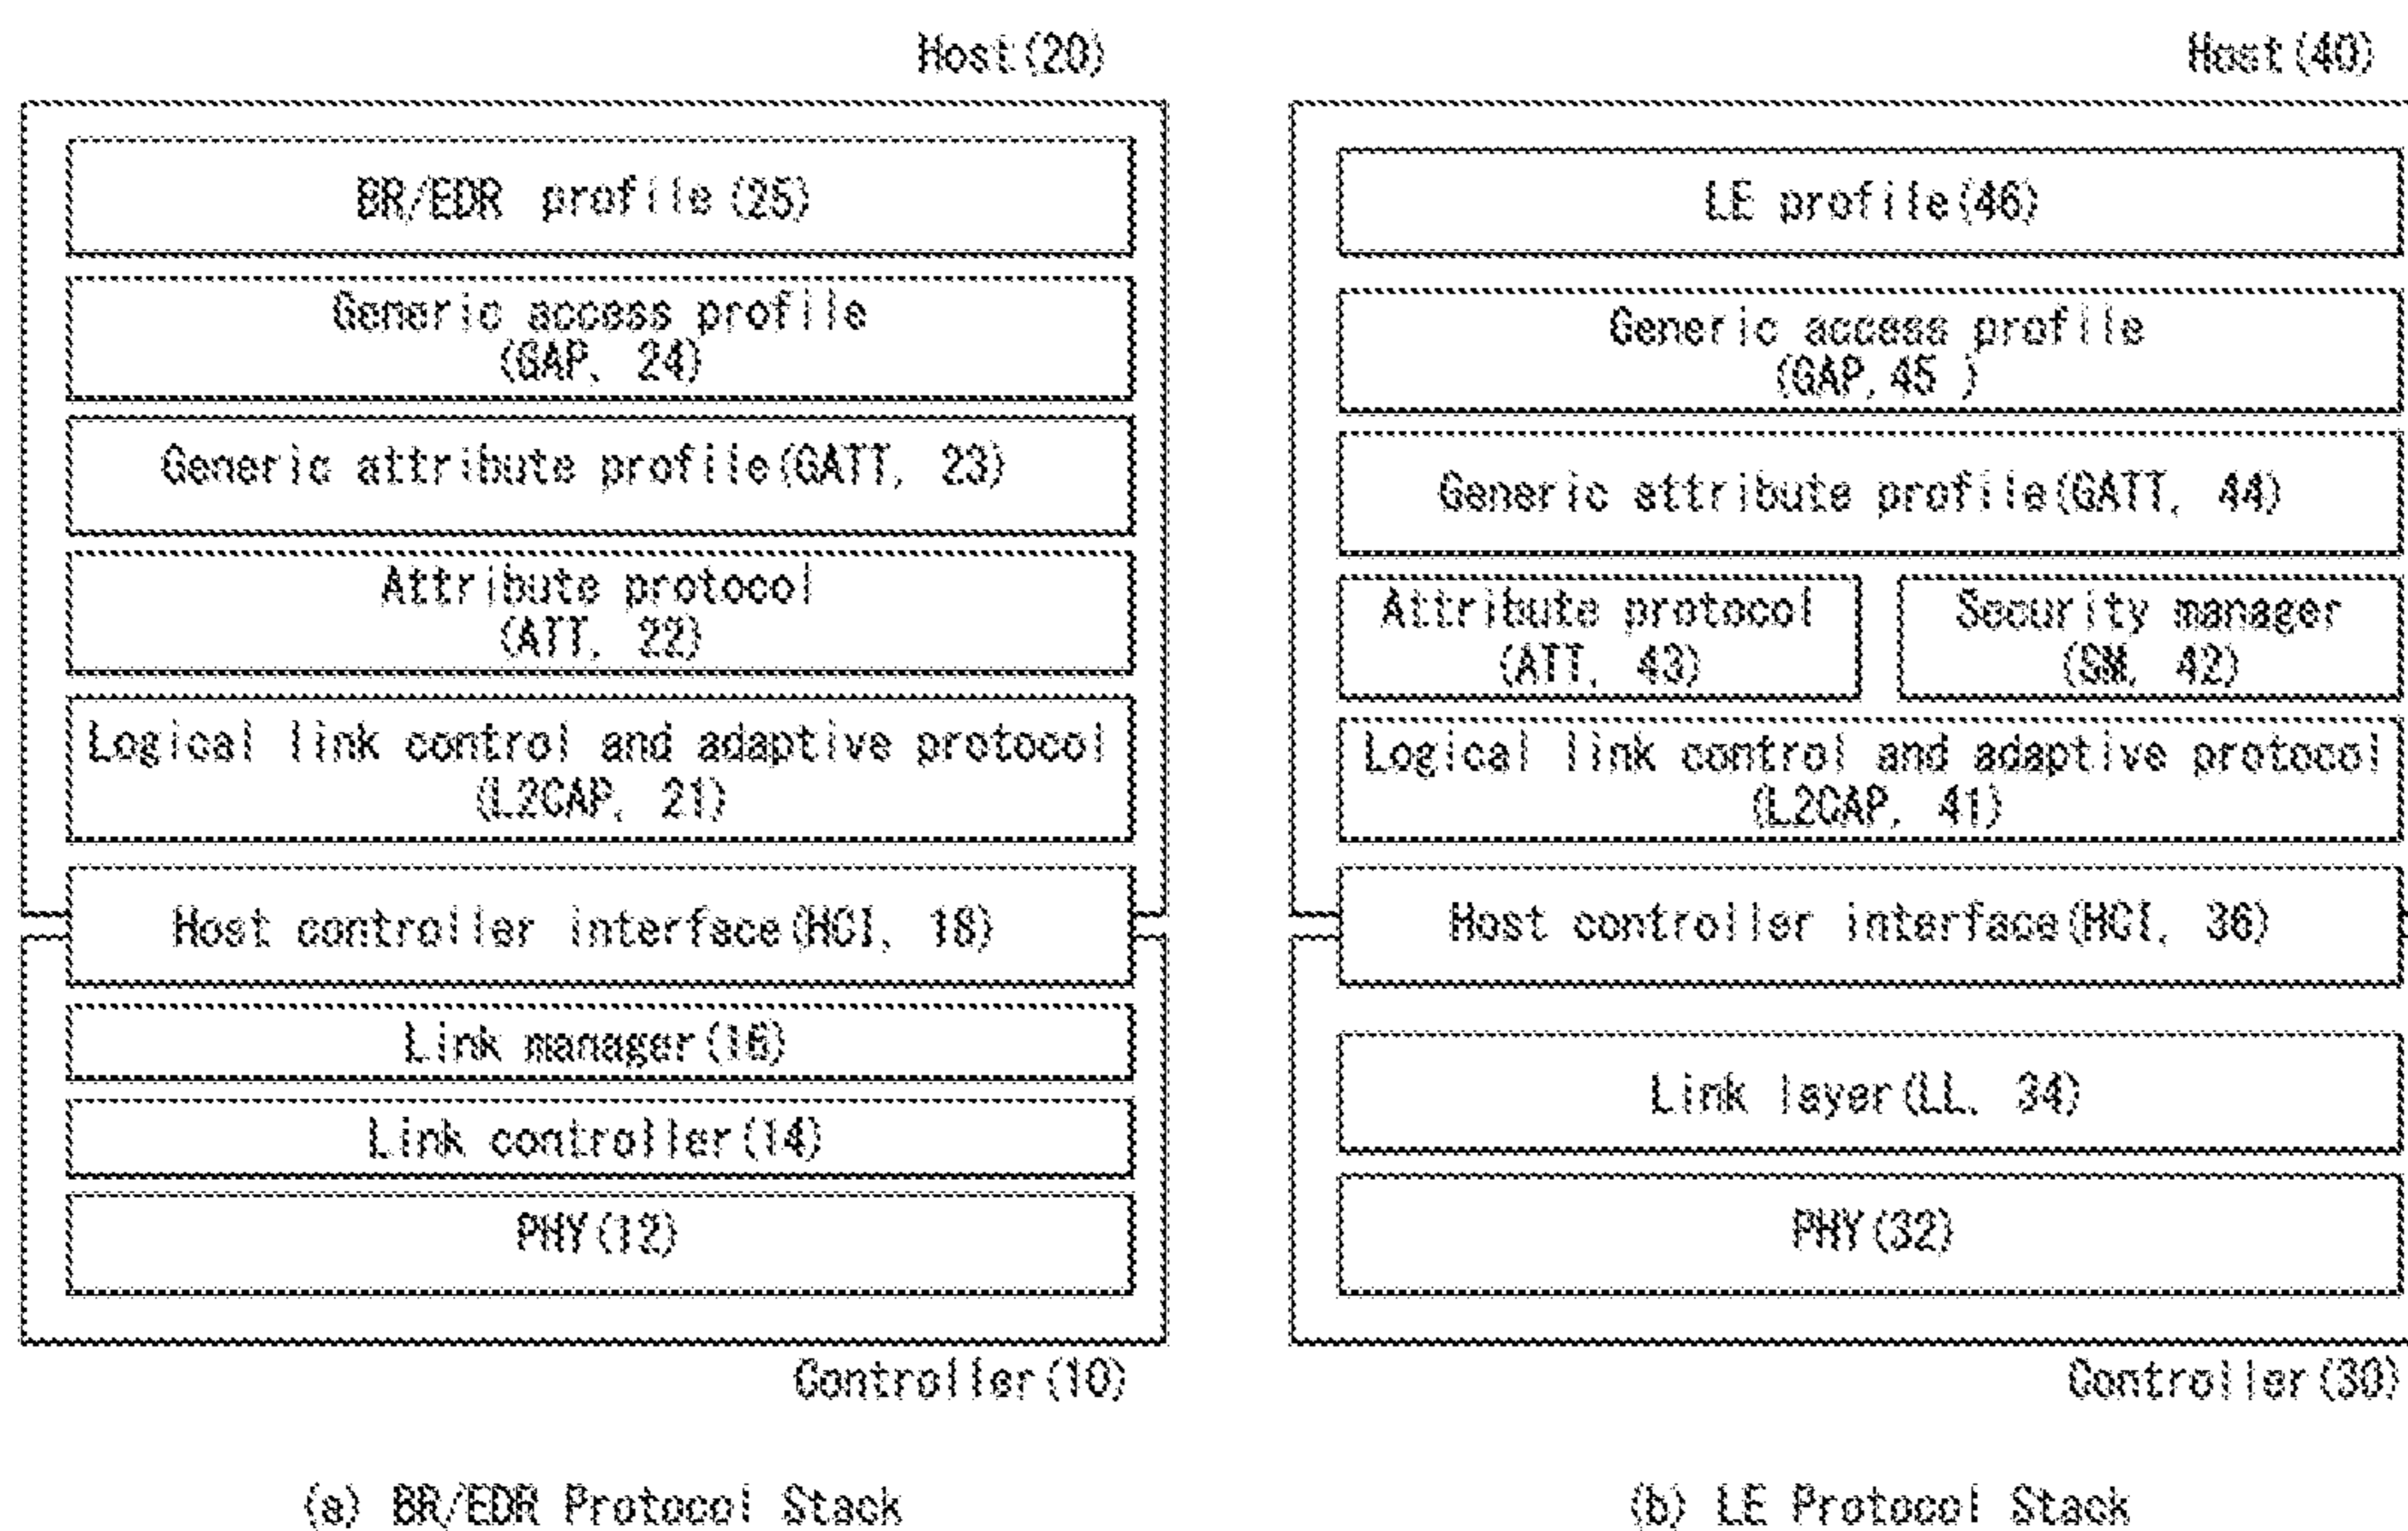 Host(20)
BR/EDR profile(25)
Generic access profile
(GAP, 24)
Generic attribute profile(GATT, 23)
Attribute protocol
(ATT, 22)
Logical link control and adaptive protocol
(L2CAP, 21)
Host controller interface(HCI, 18)
Link manager(16)
Link controller(14)
PHY(12)
Controller(10)
(a) BR/EDR Protocol Stack
Host(40)
LE profile(46)
Generic access profile
(GAP, 45 )
Generic attribute profile(GATT, 44)
Attribute protocol
(ATT, 43)
Security manager
(SM, 42)
Logical link control and adaptive protocol
(L2CAP, 41)
Host controller interface(HCI, 36)
Link layer(LL, 34)
PHY(32)
Controller(30)
(b) LE Protocol Stack